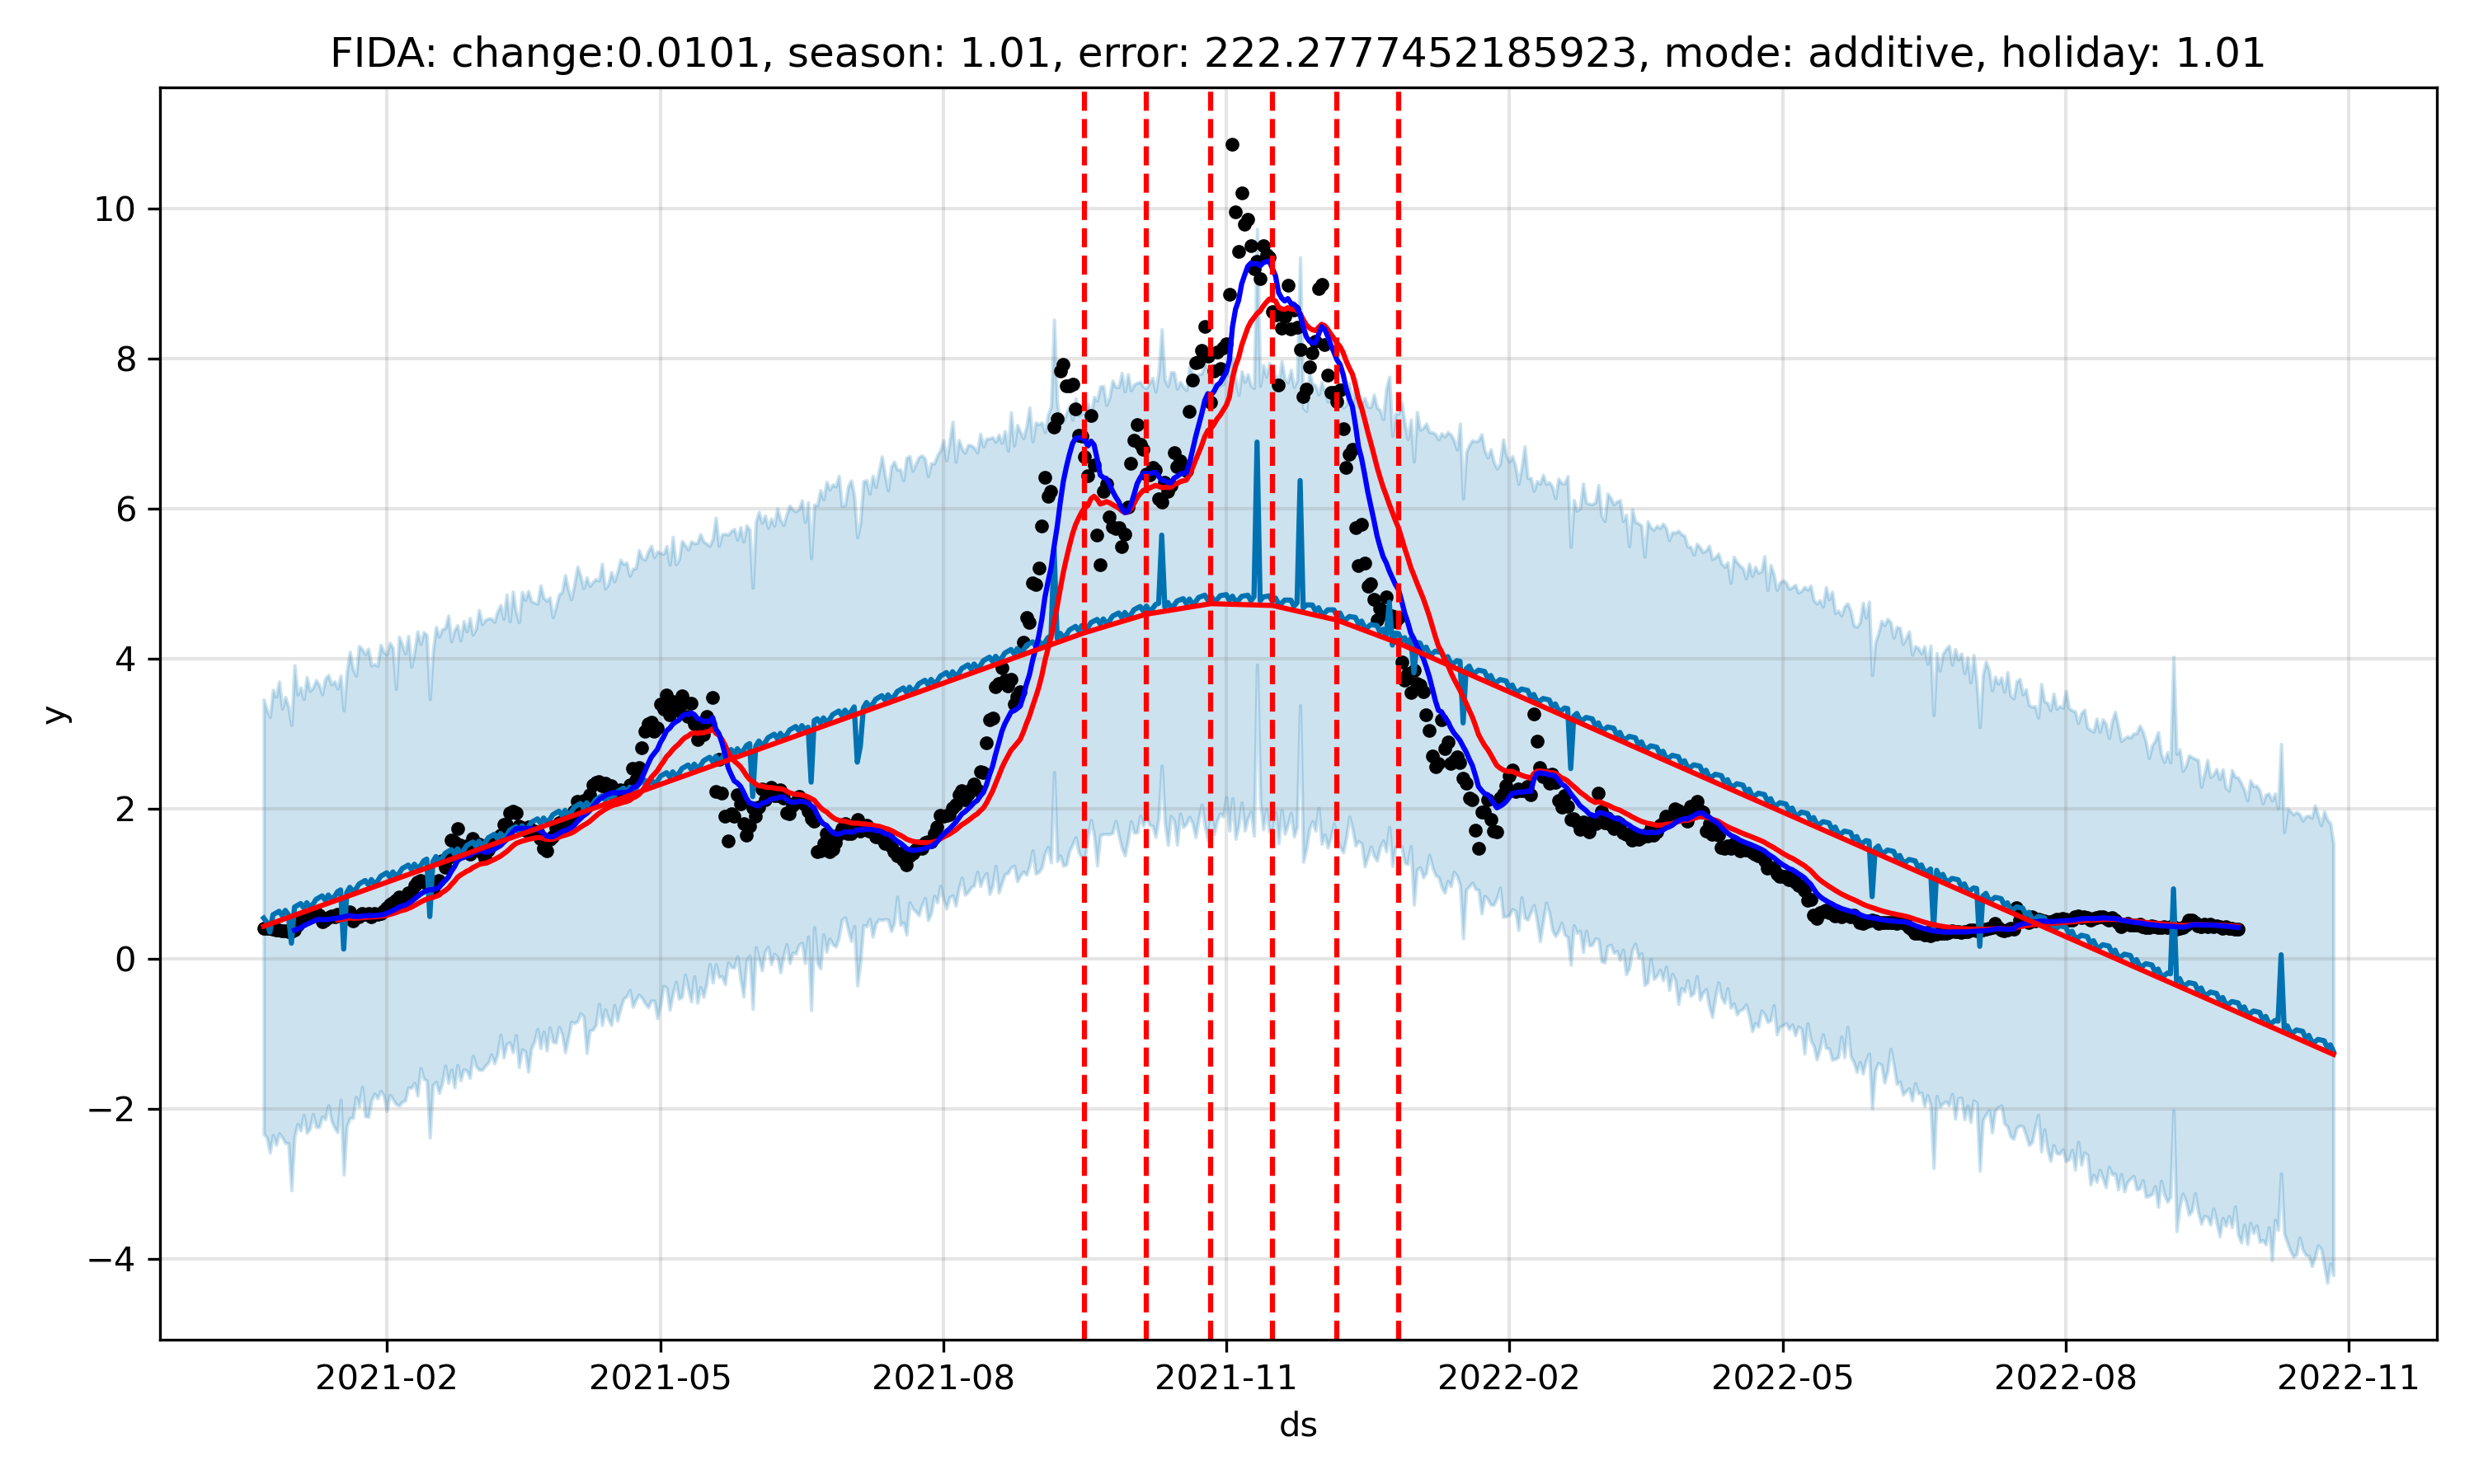 FIDA: change:0.0101, season: 1.01, error: 222.2777452185923, mode: additive, holiday: 1.01
10
8
6
4
2
0
−2
−4
y
2021-02 2021-05 2021-08 2021-11 2022-02 2022-05 2022-08 2022-11
ds